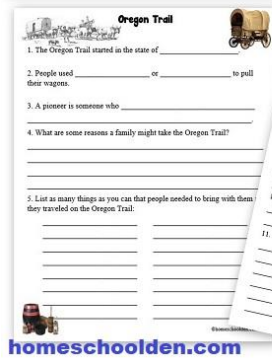 Oregon Trail
1. The Oregon Trail started in the state of
2. People used ____________ or ____________ to pull
their wagons.
3. A pioneer is someone who
4. What are some reasons a family might take the Oregon Trail?
5. List as many things as you can that people needed to bring with them
they traveled on the Oregon Trail:
11.
homeschoolden.com